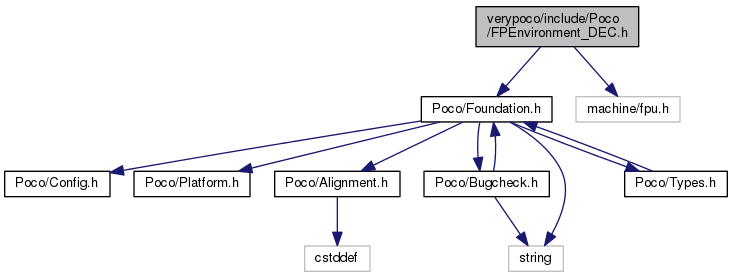 verypoco/include/Poco
/FPEnvironment_DEC.h
Poco/Foundation.h
machine/fpu.h
Poco/Config.h
Poco/Platform.h
Poco/Alignment.h
Poco/Bugcheck.h
Poco/Types.h
cstddef
string